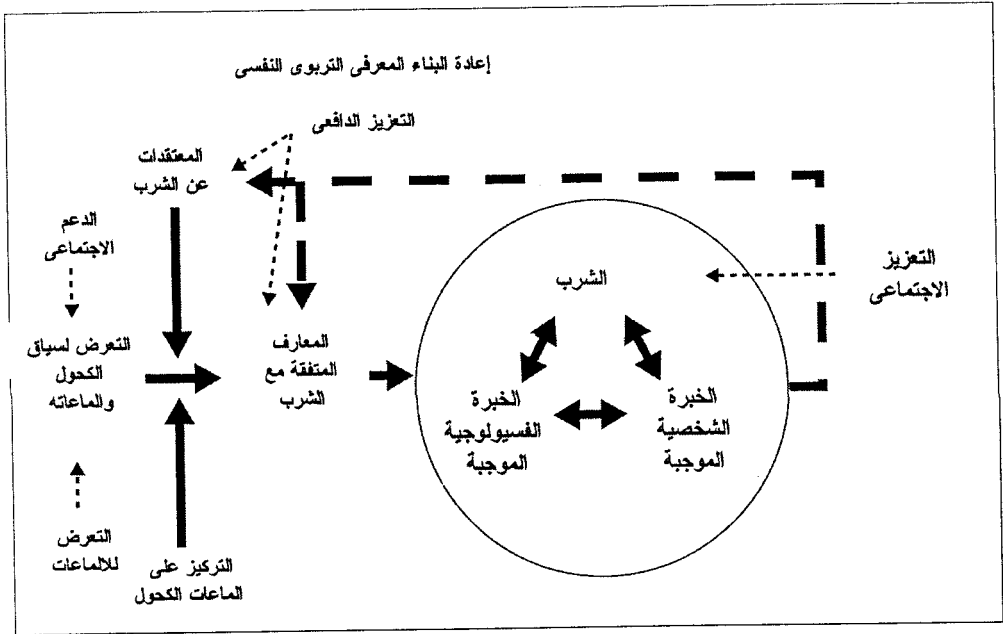 إعادة البناء المعرفى التربوى النفسى
التعزيز الدافعى
المعتقدات
عن الشرب
الدعم
الاجتماعى
التعزيز
الاجتماعى
الشرب
التعرض لسياق
الكحول
والماعاته
المعارف
المتفقة مع
الشرب
الخبرة
الشخصية
الموجبة
الخبرة
الفسيولوجية
الموجبة
التعرض
للالماعات
التركيز على
الماعات الكحول